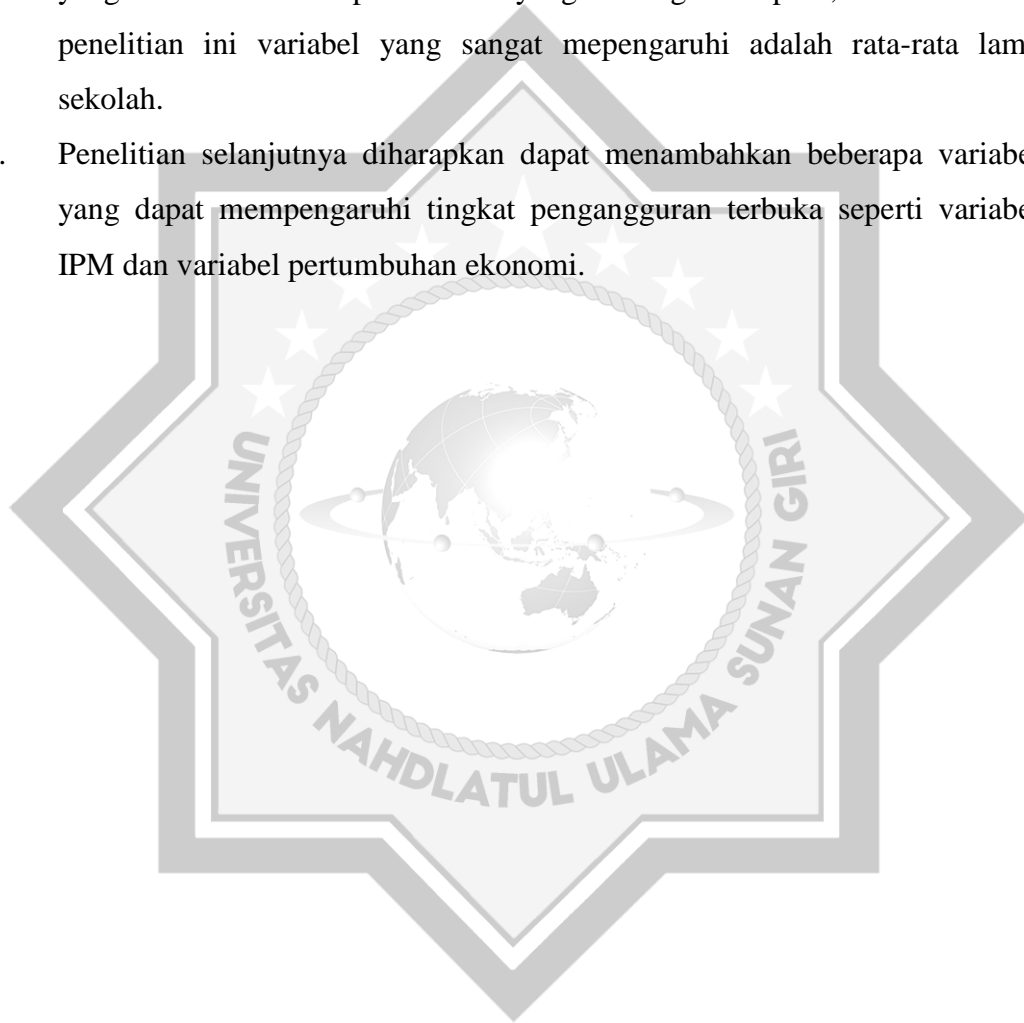 penelitian ini variabel yang sangat mepengaruhi adalah rata-rata lam
sekolah.
. Penelitian selanjutnya diharapkan dapat menambahkan beberapa variabe
yang dapat mempengaruhi tingkat pengangguran terbuka seperti variabe
IPM dan variabel pertumbuhan ekonomi.
UNIVERSITAS NAHDLATUL ULAMA SUNAN GIRI